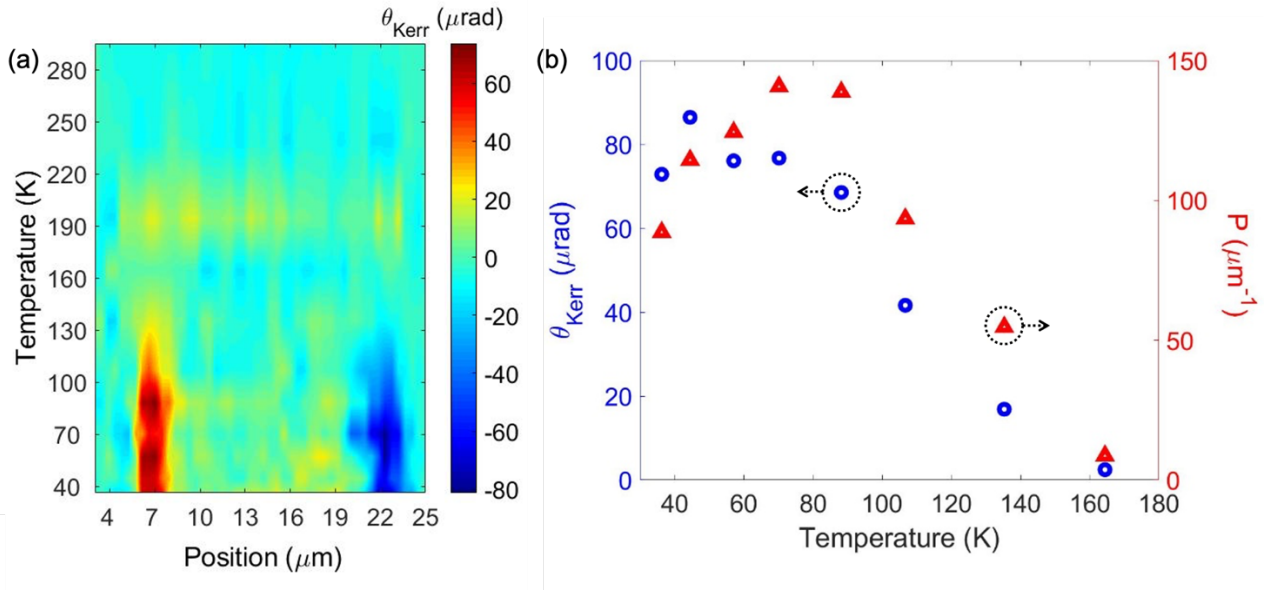 (a)
θKerr (μrad)
Temperature (K)
280
250
220
190
160
130
100
70
40
4 7 10 13 16 19 22 25
Position (μm)
60
40
20
0
-20
-40
-60
-80
(b)
θKerr (μrad)
100
80
60
40
20
0
40 60 80 100 120 140 160 180
Temperature (K)
150
100
50
0
P (μm-1)